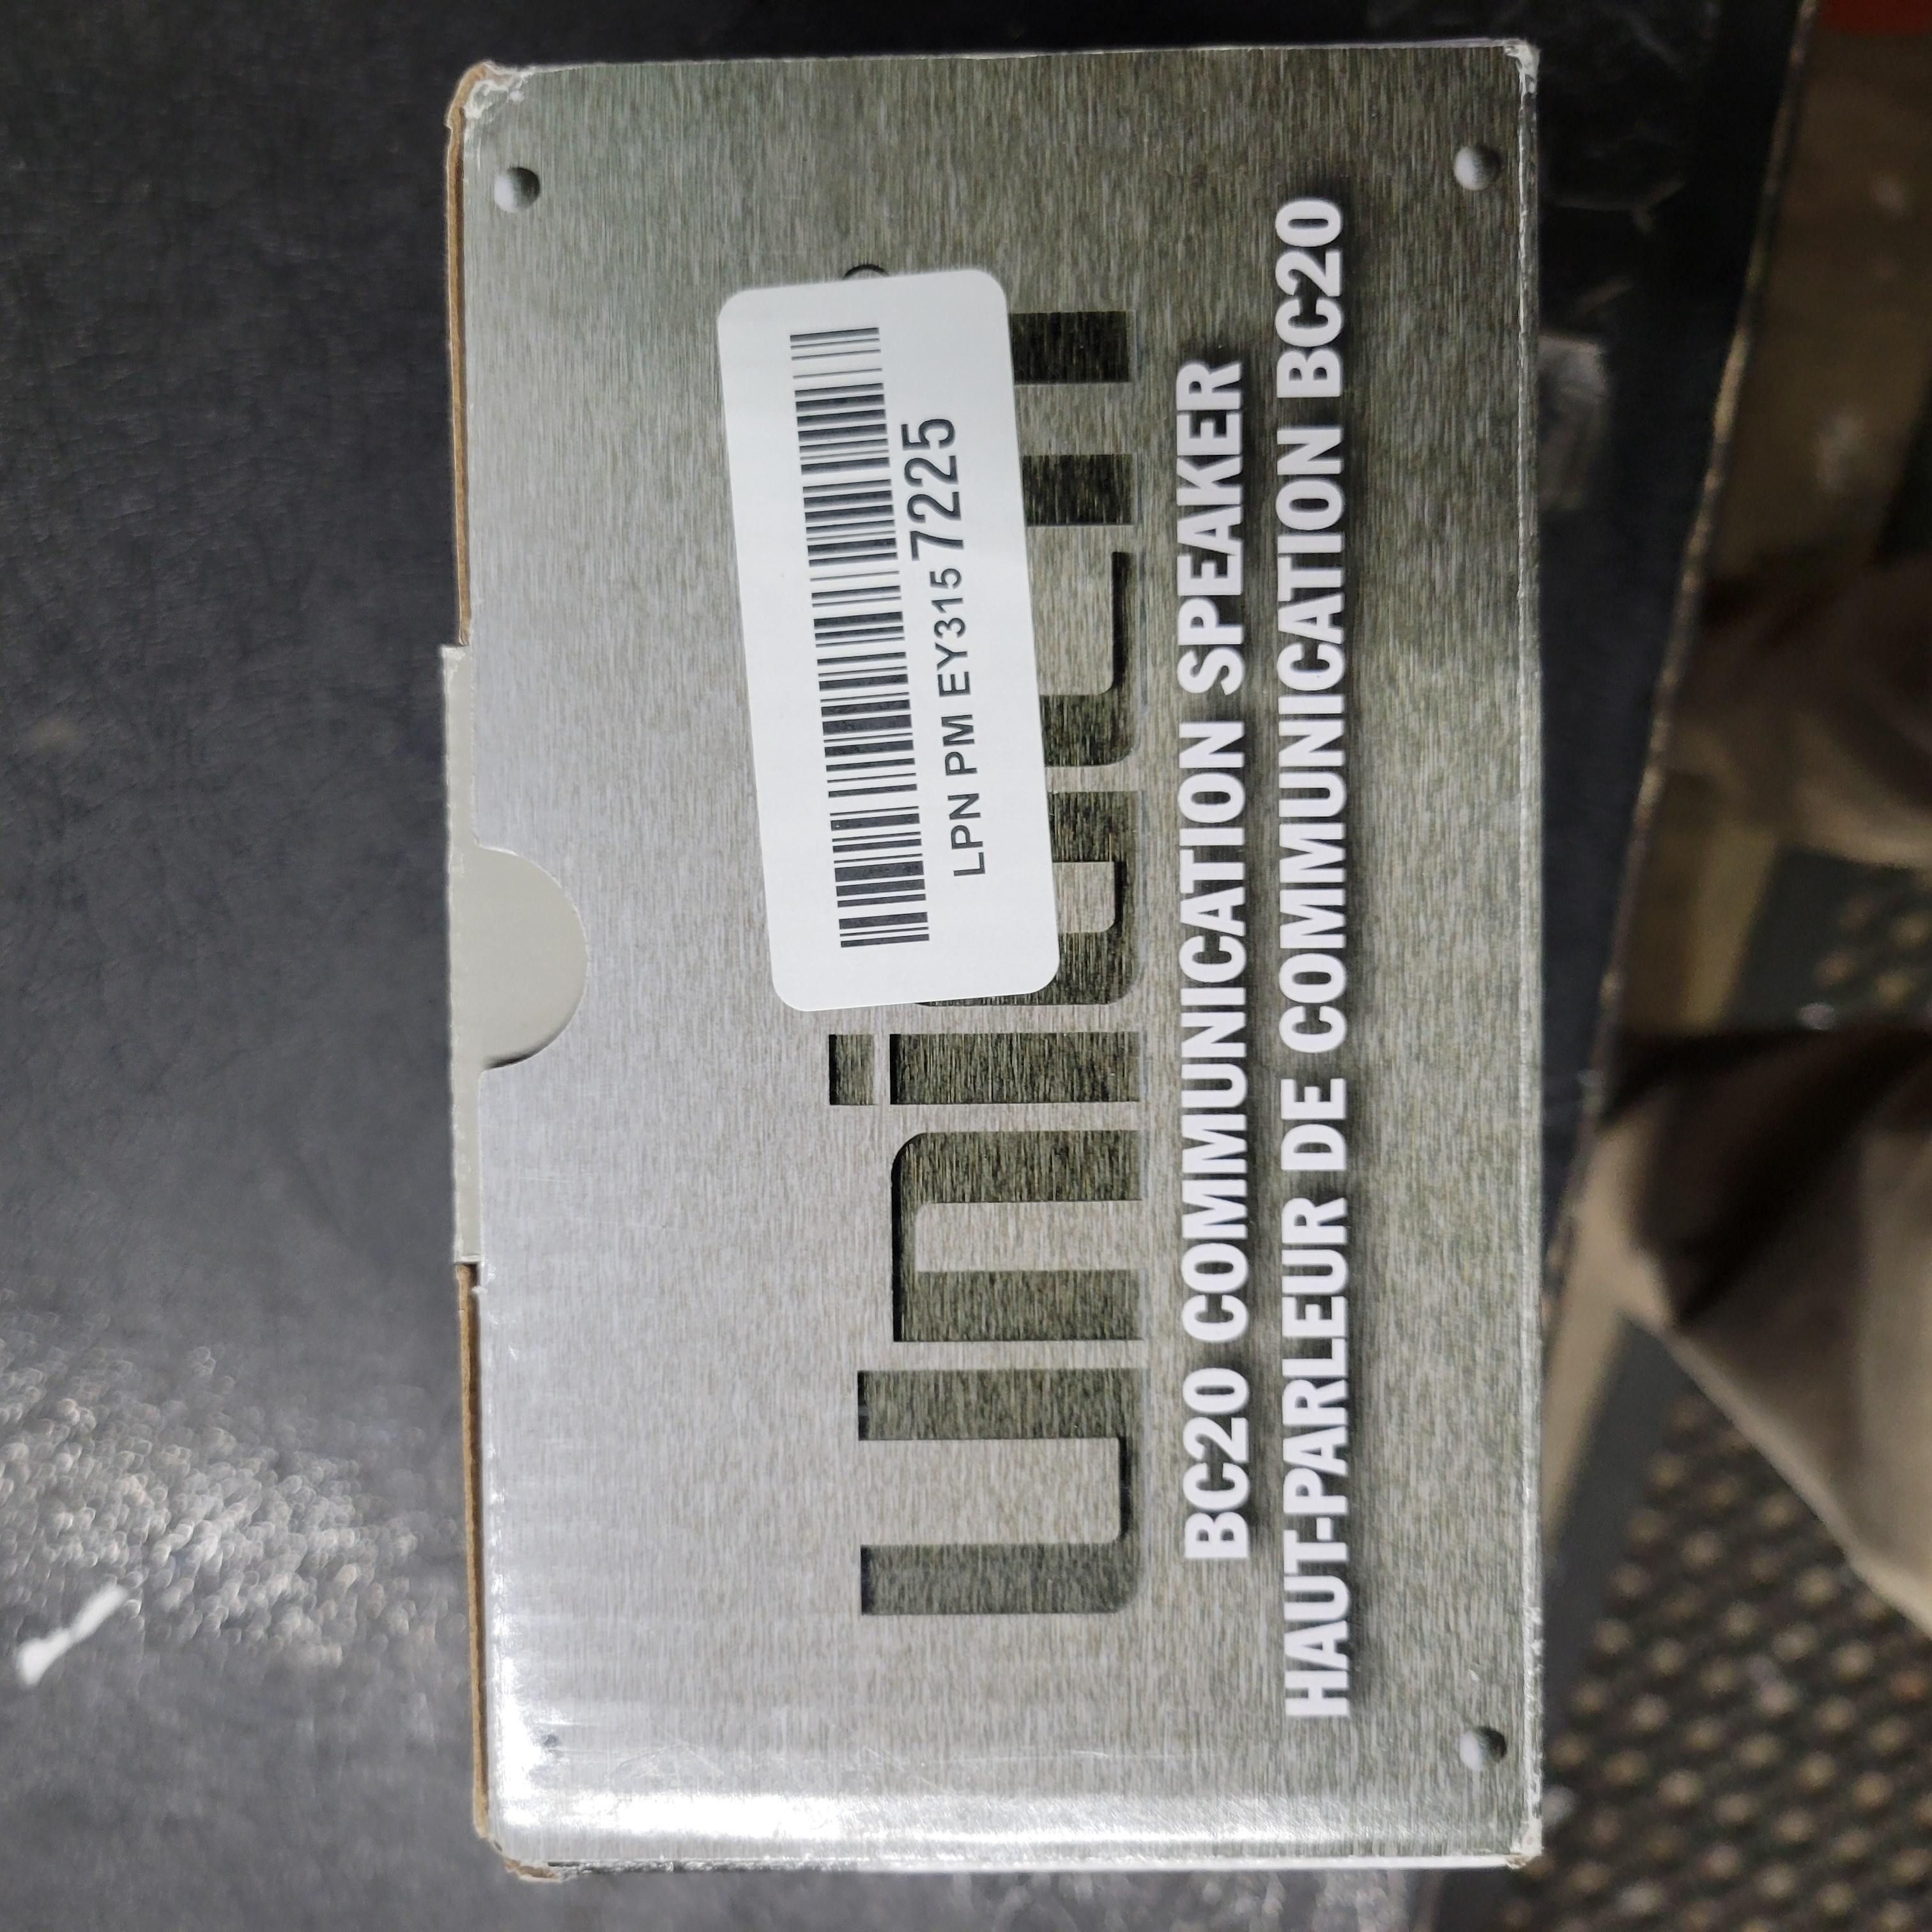 uniden
LPN PM EY315 7225
BC20 COMMUNICATION SPEAKER
HAUT-PARLEUR DE COMMUNICATION BC20